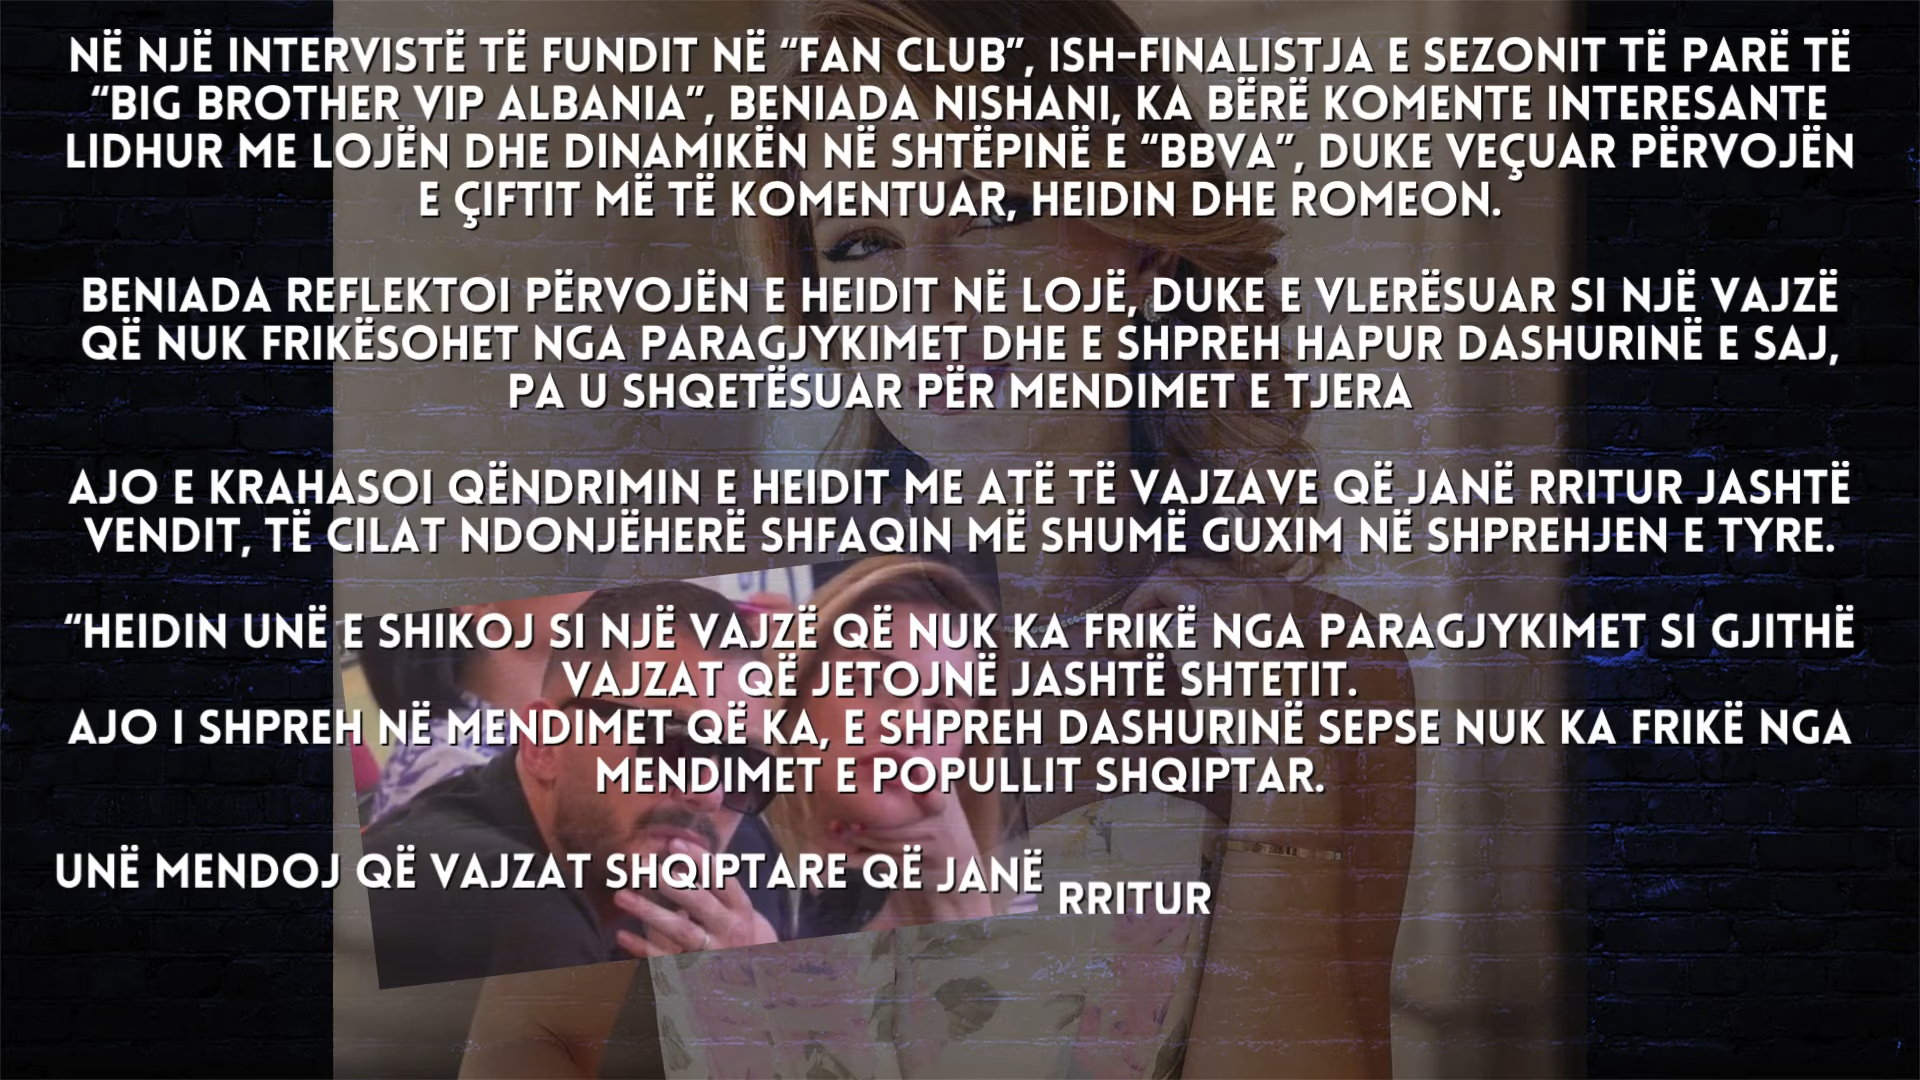 NË NJË INTERVISTË TË FUNDIT NË “FAN CLUB”, ISH-FINALISTJA E SEZONIT TË PARË TË
“BIG BROTHER VIP ALBANIA”, BENIADA NISHANI, KA BËRË KOMENTE INTERESANTE
LIDHUR ME LOJËN DHE DINAMIKËN NË SHTËPINË E “BBVA”, DUKE VEÇUAR PËRVOJËN
E ÇIFTIT MË TË KOMENTUAR, HEIDIN DHE ROMEON.
BENIADA REFLEKTOI PËRVOJËN E HEIDIT NË LOJË, DUKE E VLERËSUAR SI NJË VAJZË
QË NUK FRIKËSOHET NGA PARAGJYKIMET DHE E SHPREH HAPUR DASHURINË E SAJ,
PA U SHQETËSUAR PËR MENDIMET E TJERA
AJO E KRAHASOI QËNDRIMIN E HEIDIT ME ATË TË VAJZAVE QË JANË RRITUR JASHTË
VENDIT, TË CILAT NDONJËHERË SHFAQIN MË SHUMË GUXIM NË SHPREHJEN E TYRE.
“HEIDIN UNË E SHIKOJ SI NJË VAJZË QË NUK KA FRIKË NGA PARAGJYKIMET SI GJITHË
VAJZAT QË JETOJNË JASHTË SHTETIT.
AJO I SHPREH NË MENDIMET QË KA, E SHPREH DASHURINË SEPSE NUK KA FRIKË NGA
MENDIMET E POPULLIT SHQIPTAR.
UNË MENDOJ QË VAJZAT SHQIPTARE QË JANË RRITUR